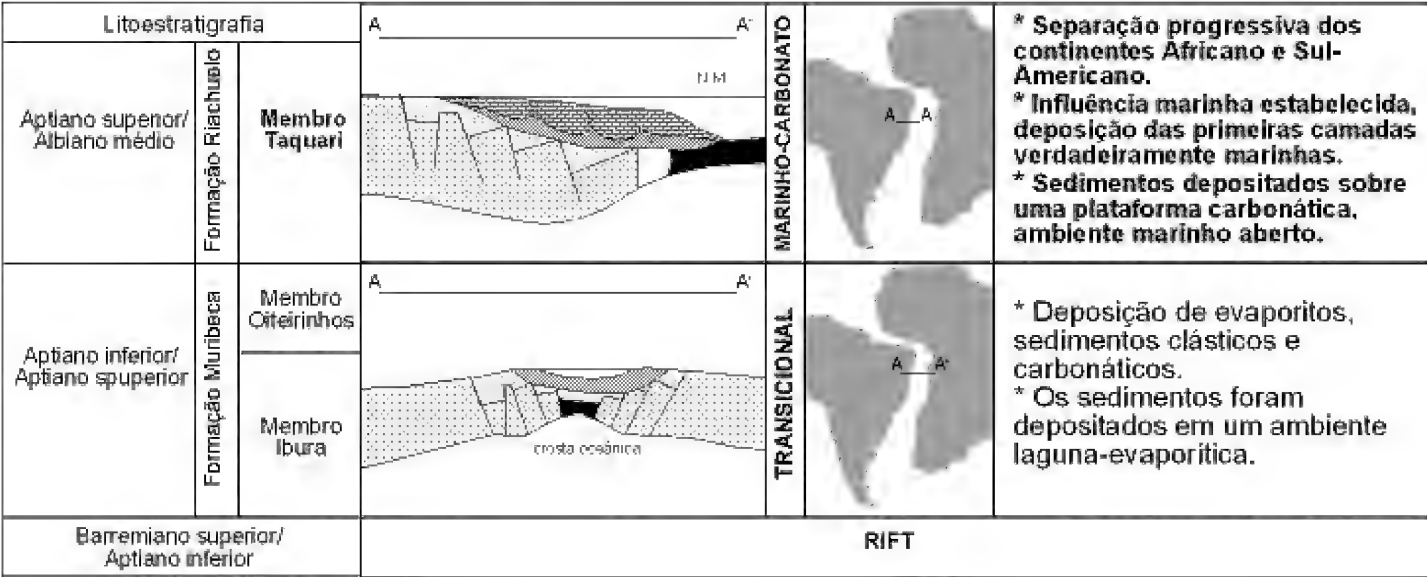 Litoestratigrafia
Aptiano superior/
Albiano médio
Formação Riachuelo
Membro
Taquari
A A'
N.M.
MARINHO-CARBONATO
A A'
* Separação progressiva dos
continentes Africano e Sul-
Americano.
* Influência marinha estabelecida,
deposição das primeiras camadas
verdadeiramente marinhas.
* Sedimentos depositados sobre
uma plataforma carbonática,
ambiente marinho aberto.
Aptiano inferior/
Aptiano spuperior
Formação Muribeca
Membro
Oiteirinhos
Membro
Ibura
A A'
crosta oceânica
TRANSICIONAL
A A'
* Deposição de evaporitos,
sedimentos clásticos e
carbonáticos.
* Os sedimentos foram
depositados em um ambiente
laguna-evaporítica.
Barremiano superior/
Aptiano inferior
RIFT